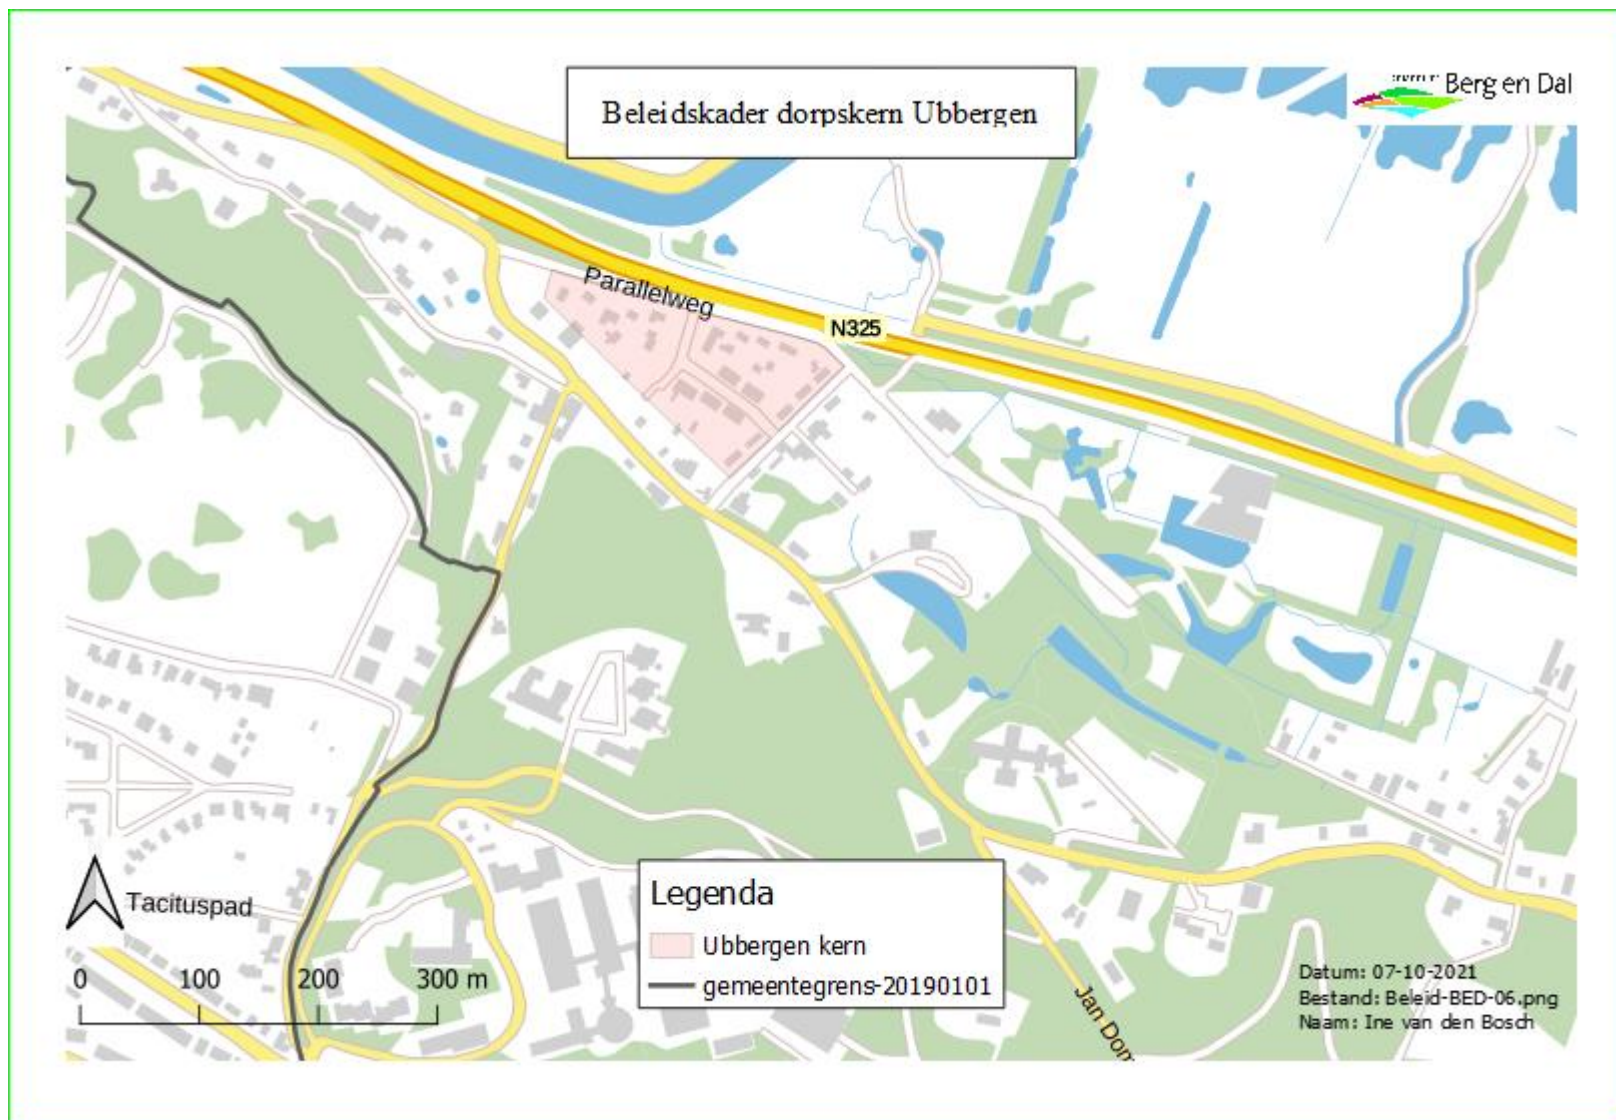 Beleidskader dorpskern Ubbergen
Berg en Dal
Parallelweg
N325
Tacituspad
0 100 200 300 m
Legenda
Ubbergen kern
gemeentegrens-20190101
Jan Dom
Datum: 07-10-2021
Bestand: Beleid-BED-06.png
Naam: Ine van den Bosch